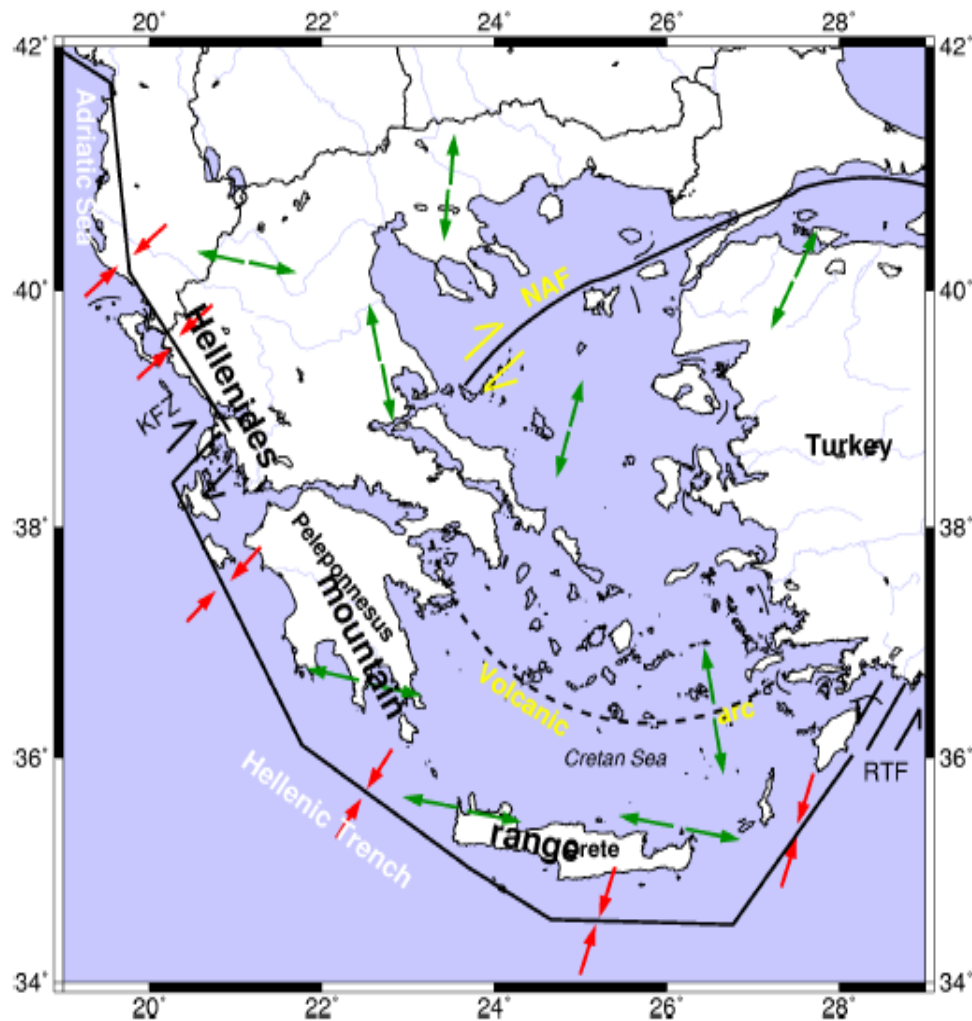 20° 22° 24° 26° 28°
42° 42°
Adriatic Sea
40° 40°
NAF
Hellenides
KFZ
Turkey
38° 38°
Peleponnesus
mountain
Volcanic
arc
36° 36°
Cretan Sea
RTF
Hellenic Trench
range
rete
34° 34°
20° 22° 24° 26° 28°